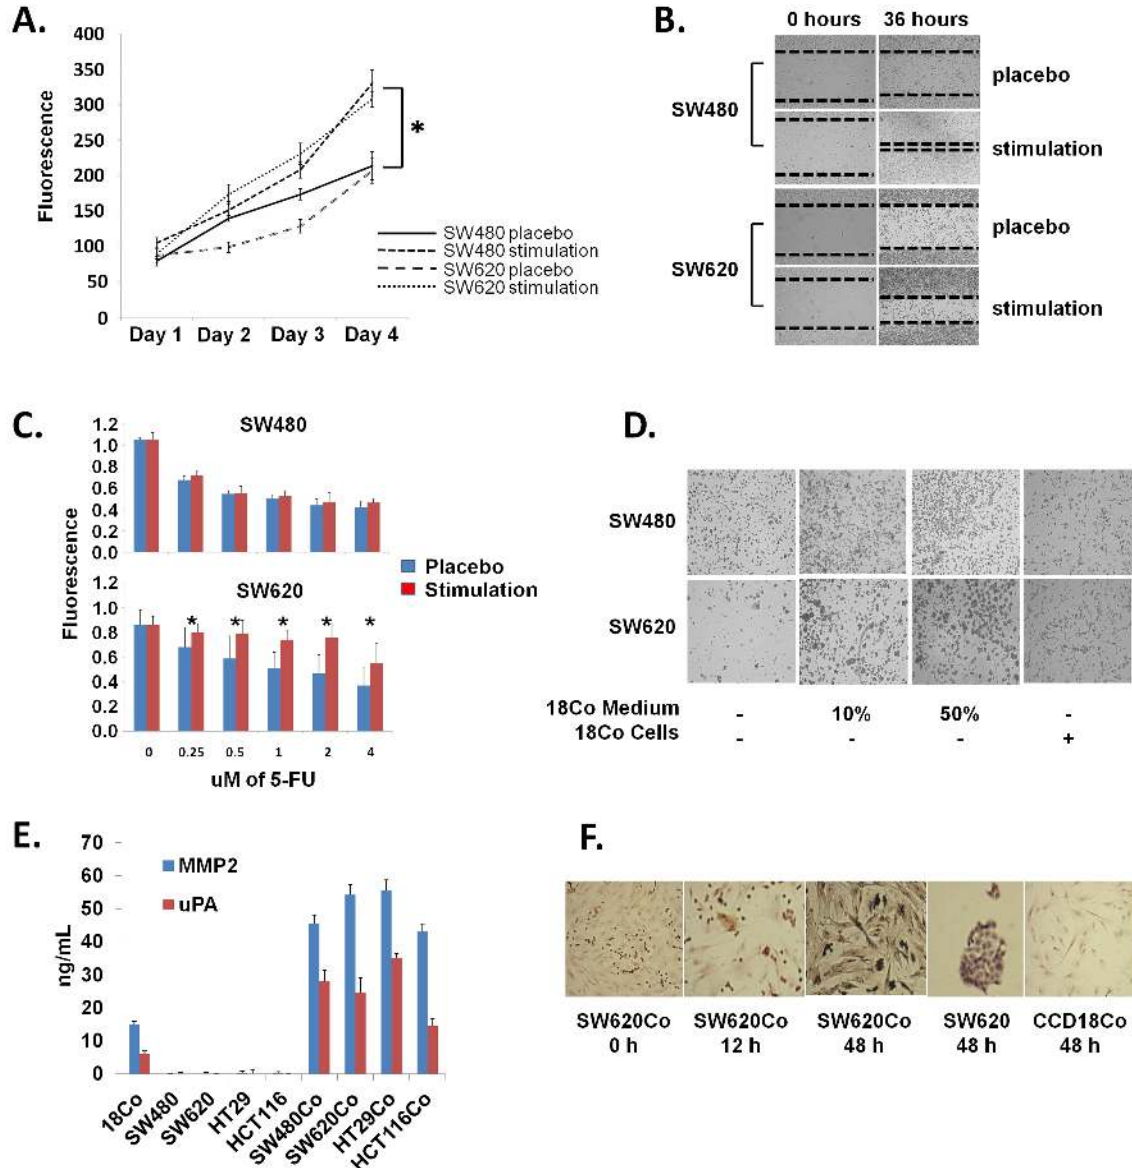 A.
400
350
300
250
200
150
100
50
0
Fluorescence
*
SW480 placebo
SW480 stimulation
SW620 placebo
SW620 stimulation
Day 1 Day 2 Day 3 Day 4
B.
0 hours 36 hours
SW480
placebo
stimulation
SW620
placebo
stimulation
C.
SW480
1.2
1.0
0.8
0.6
0.4
0.2
0.0
Fluorescence
Placebo
Stimulation
SW620
1.2
1.0
0.8
0.6
0.4
0.2
0.0
* * * * *
0 0.25 0.5 1 2 4
uM of 5-FU
D.
SW480
SW620
18Co Medium - 10% 50% -
18Co Cells - - - +
E.
70
60
50
40
30
20
10
0
ng/mL
MMP2
uPA
18Co SW480 SW620 HT29 HCT116 SW480Co SW620Co HT29Co HCT116Co
F.
SW620Co SW620Co SW620Co SW620 CCD18Co
0 h 12 h 48 h 48 h 48 h